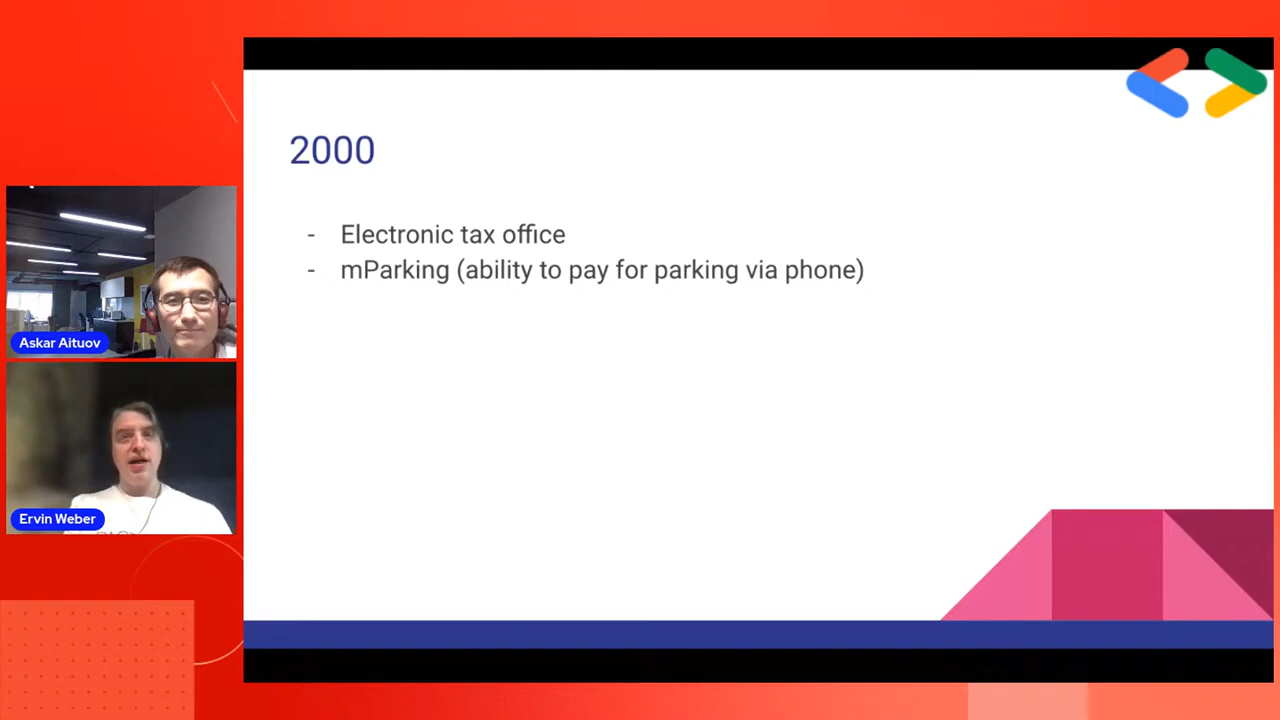 2000
- Electronic tax office
- mParking (ability to pay for parking via phone)
Askar Aituov
Ervin Weber